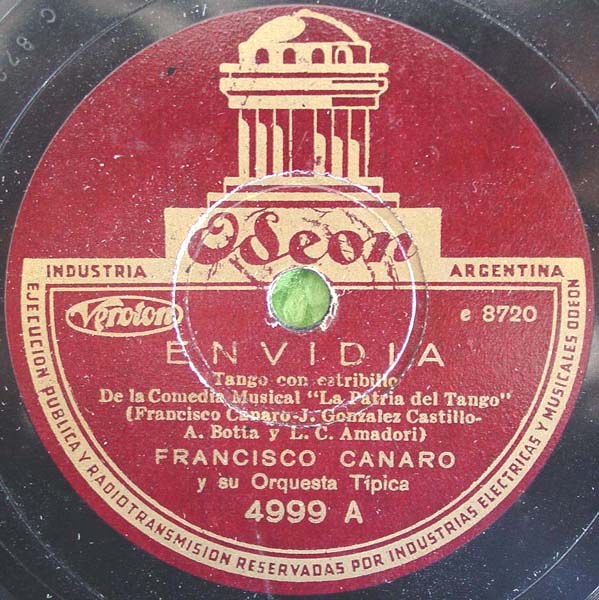 Odeon
INDUSTRIA ARGENTINA
Veroton e 8720
ENVIDIA
Tango con estribillo
De la Comedia Musical "La Patria del Tango"
(Francisco Canaro-J. Gonzalez Castillo-
A. Botta y L. C. Amadori)
FRANCISCO CANARO
y su Orquesta Típica
4999 A
EJECUCION PUBLICA Y RADIOTRANSMISION RESERVADAS POR INDUSTRIAS ELECTRICAS Y MUSICALES ODEON